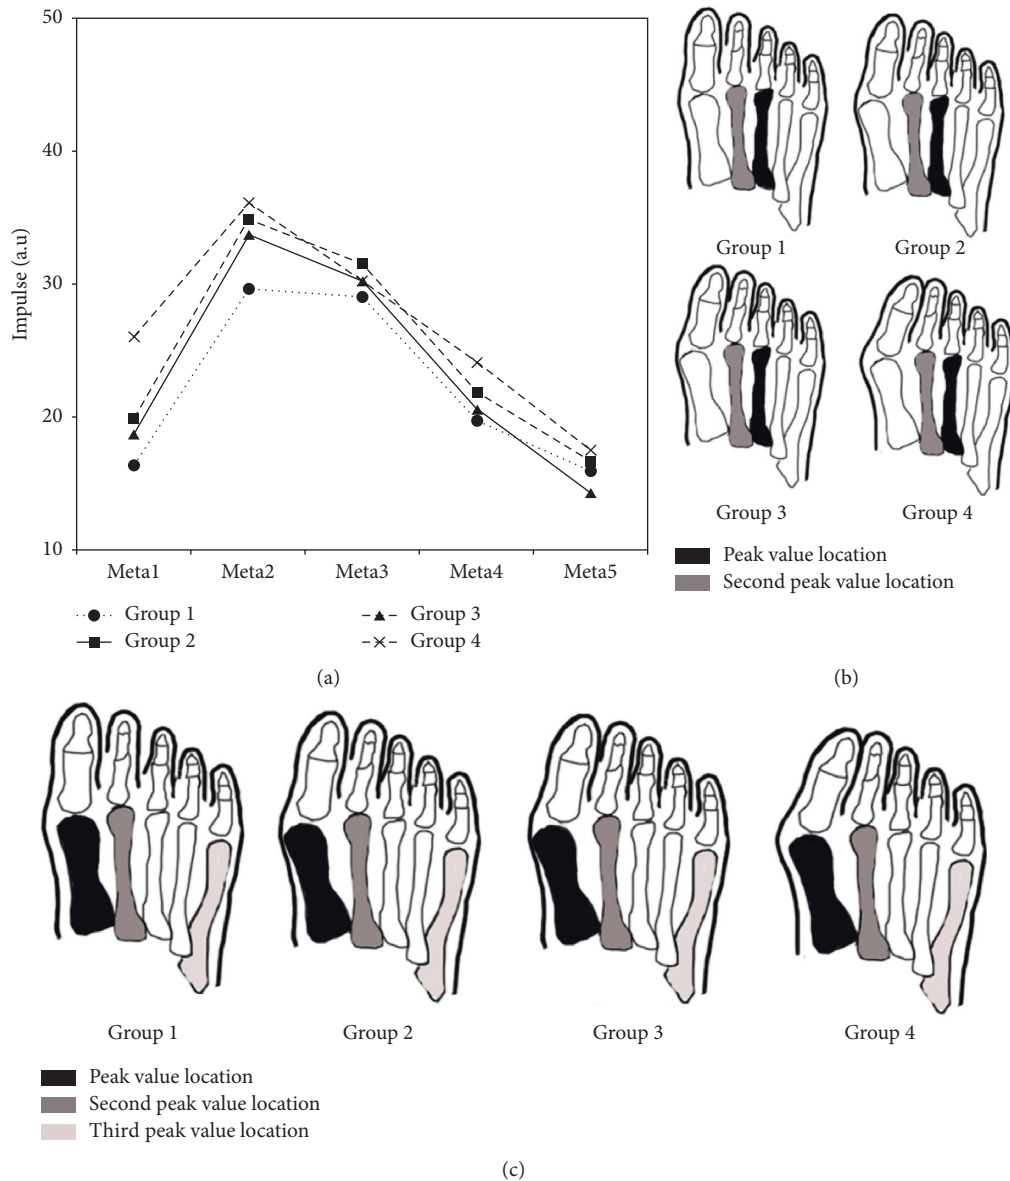 50
40
30
20
10
Impulse (a.u)
Meta1 Meta2 Meta3 Meta4 Meta5
Group 1 Group 3
Group 2 Group 4
(a)
Group 1 Group 2
Group 3 Group 4
Peak value location
Second peak value location
(b)
Group 1 Group 2 Group 3 Group 4
Peak value location
Second peak value location
Third peak value location
(c)